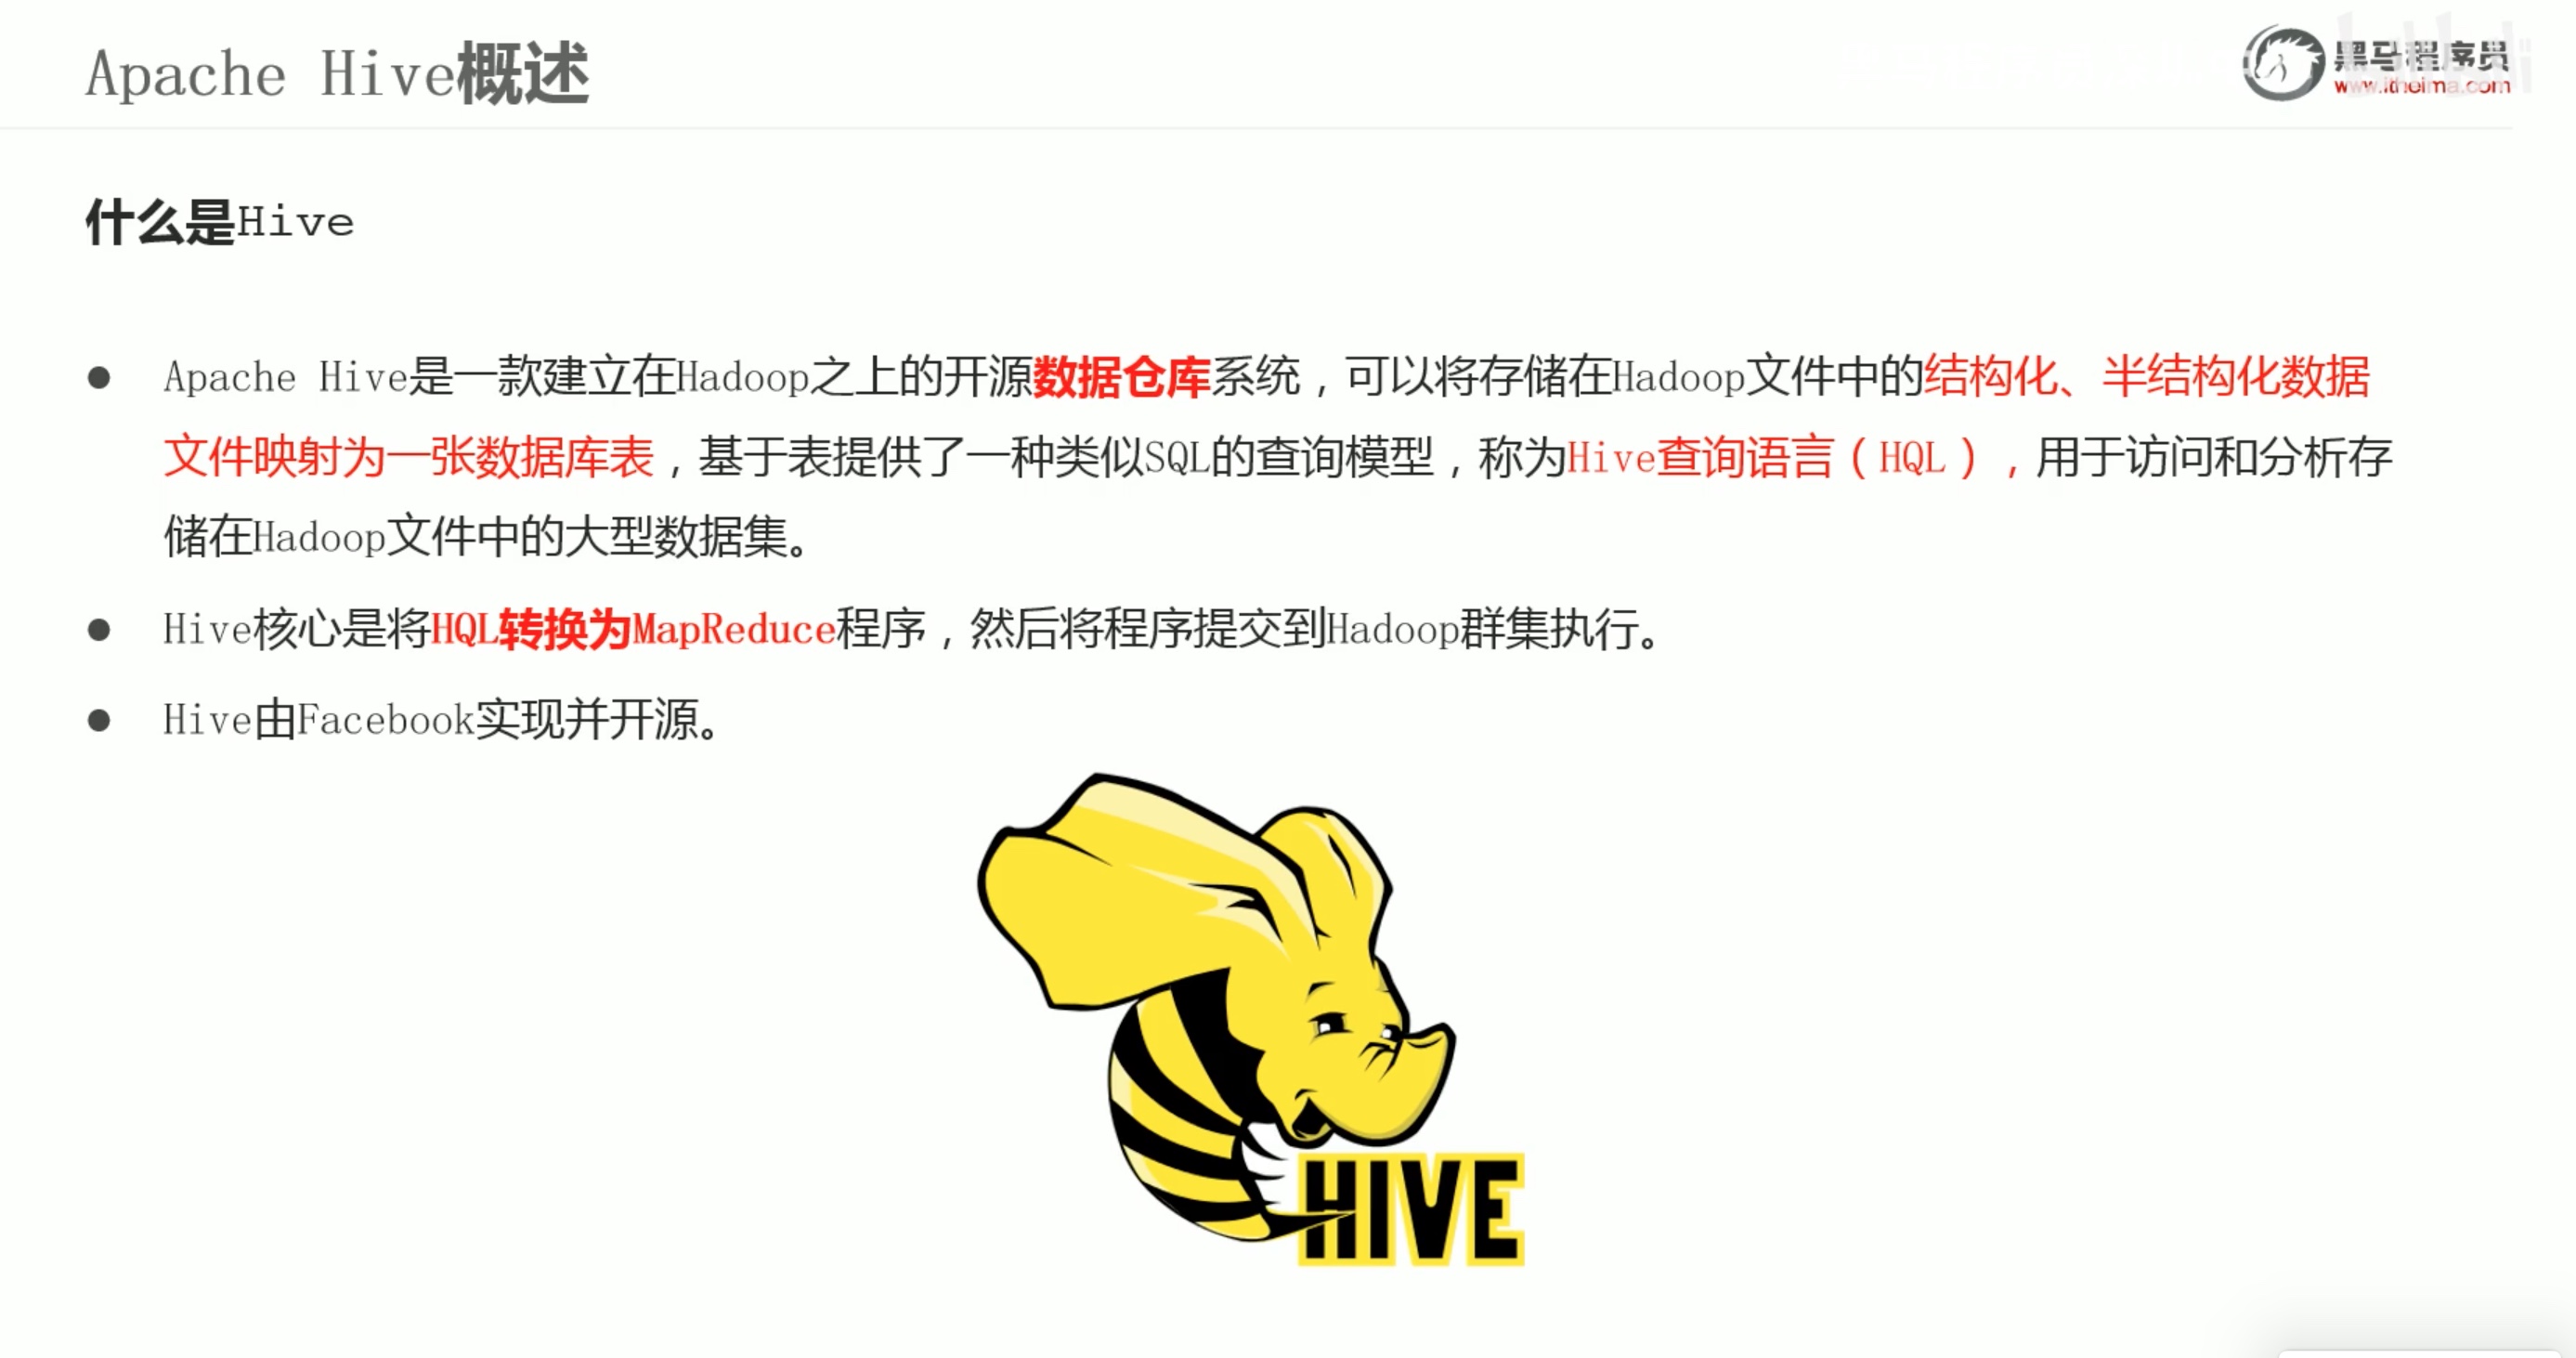 Apache Hive概述
黑马程序员
www.itheima.com
什么是Hive
● Apache Hive是一款建立在Hadoop之上的开源数据仓库系统，可以将存储在Hadoop文件中的结构化、半结构化数据
文件映射为一张数据库表，基于表提供了一种类似SQL的查询模型，称为Hive查询语言（HQL），用于访问和分析存
储在Hadoop文件中的大型数据集。
● Hive核心是将HQL转换为MapReduce程序，然后将程序提交到Hadoop群集执行。
● Hive由Facebook实现并开源。
HIVE